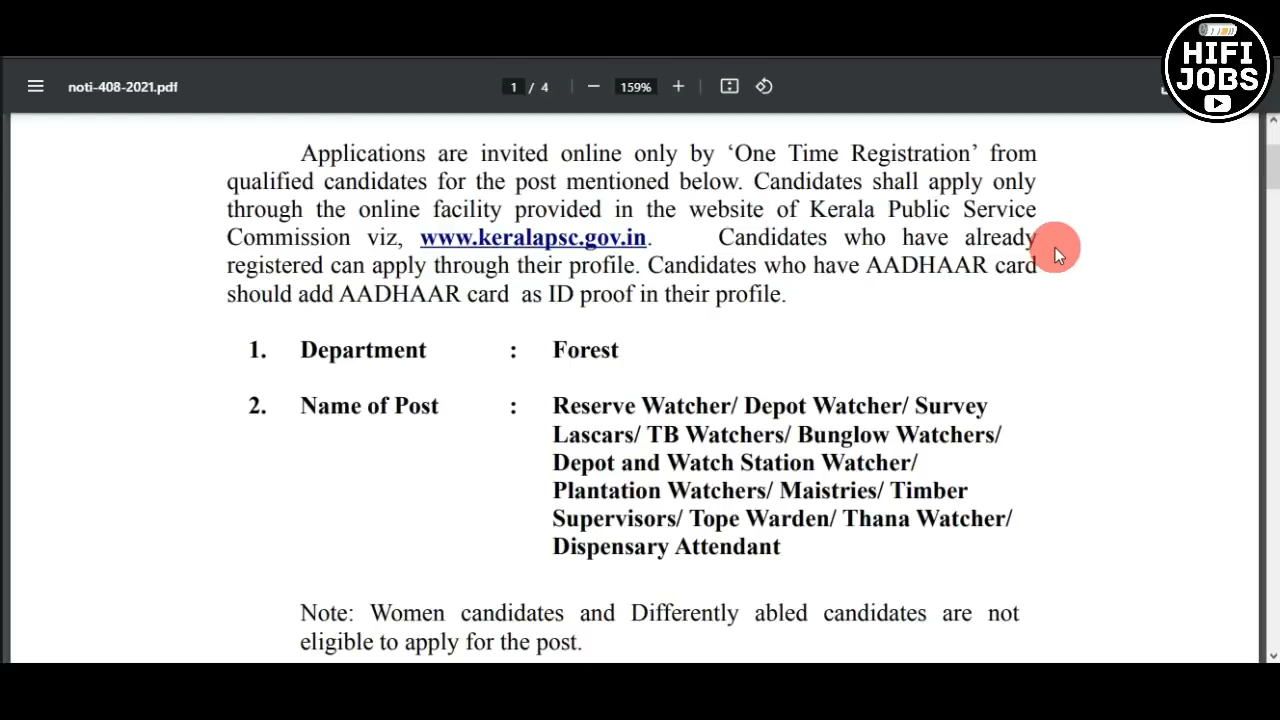 HIFI
JOBS
noti-408-2021.pdf
1 / 4
159%
Applications are invited online only by ‘One Time Registration’ from
qualified candidates for the post mentioned below. Candidates shall apply only
through the online facility provided in the website of Kerala Public Service
Commission viz, www.keralapsc.gov.in. Candidates who have already
registered can apply through their profile. Candidates who have AADHAAR card
should add AADHAAR card as ID proof in their profile.
1. Department : Forest
2. Name of Post : Reserve Watcher/ Depot Watcher/ Survey
Lascars/ TB Watchers/ Bunglow Watchers/
Depot and Watch Station Watcher/
Plantation Watchers/ Maistries/ Timber
Supervisors/ Tope Warden/ Thana Watcher/
Dispensary Attendant
Note: Women candidates and Differently abled candidates are not
eligible to apply for the post.